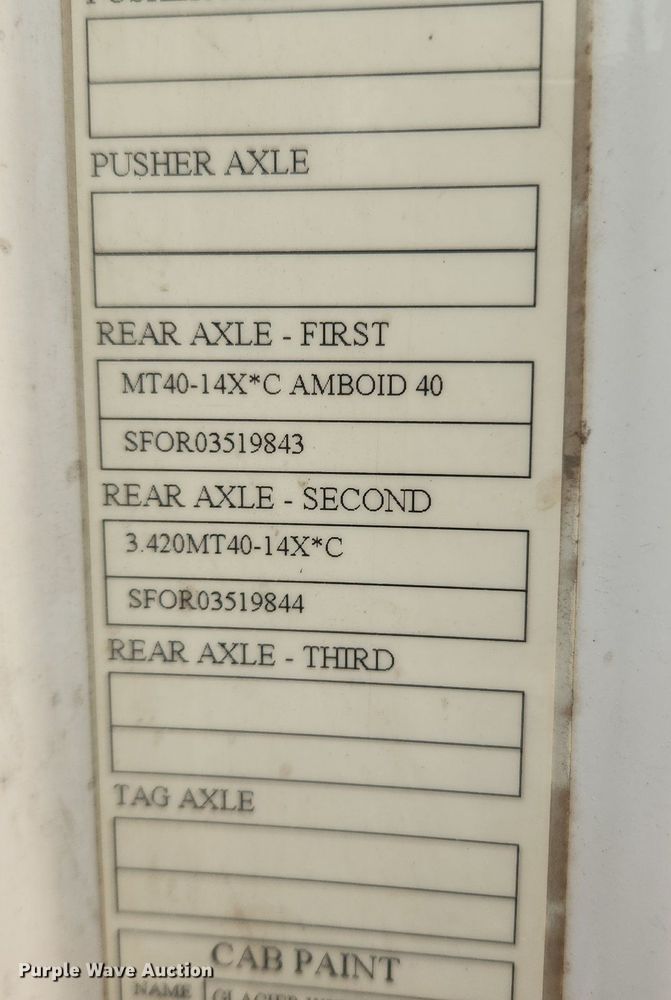 PUSHER AXLE
REAR AXLE - FIRST
MT40-14X*C AMBOID 40
SFOR03519843
REAR AXLE - SECOND
3.420MT40-14X*C
SFOR03519844
REAR AXLE - THIRD
TAG AXLE
CAB PAINT
Purple Wave Auction
NAME GLACIER